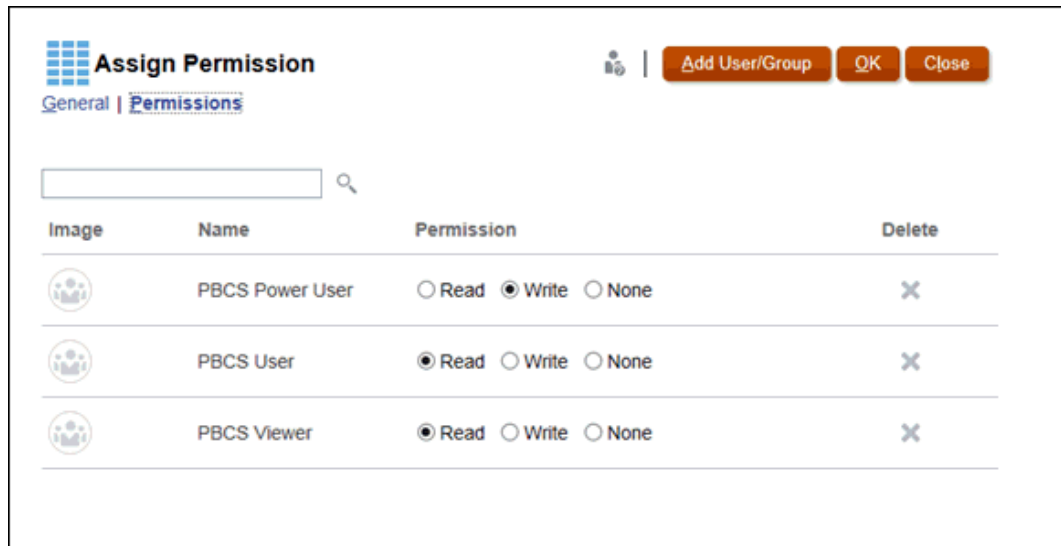 Assign Permission
Add User/Group
OK
Close
General | Permissions
Image Name Permission Delete
PBCS Power User Read Write None
PBCS User Read Write None
PBCS Viewer Read Write None